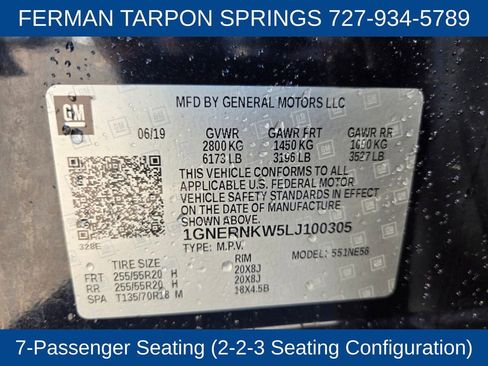 FERMAN TARPON SPRINGS 727-934-5789
GM
MFD BY GENERAL MOTORS LLC
06/19 GVWR GAWR FRT GAWR RR
2800 KG 1450 KG KG
6173 LB 3196 LB 3527 LB
THIS VEHICLE CONFORMS TO ALL
APPLICABLE U.S. FEDERAL MOTOR
VEHICLE SAFETY STANDARDS IN EFFECT
ON THE DATE OF MANUFACTURE SHOWN ABOVE.
1GNERNKW5LJ100305
TYPE: M.P.V. MODEL: 551NE56
328E
TIRE SIZE RIM
FRT 255/55R20 H 20X8J
RR 255/55R20 H 20X8J
SPA T135/70R18 M 18X4.5B
7-Passenger Seating (2-2-3 Seating Configuration)